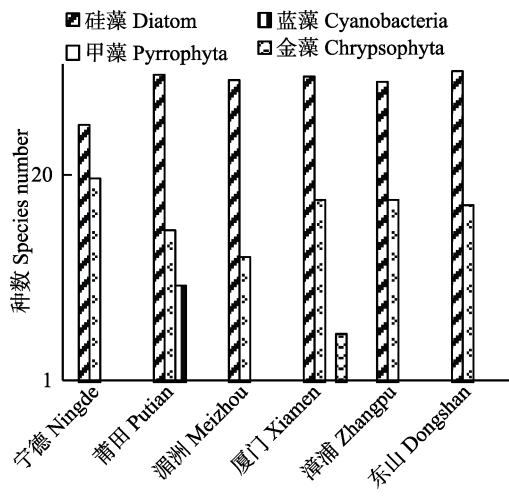 硅藻 Diatom
蓝藻 Cyanobacteria
甲藻 Pyrrophyta
金藻 Chrypsophyta
种数 Species number
20
1
宁德 Ningde
莆田 Putian
湄洲 Meizhou
厦门 Xiamen
漳浦 Zhangpu
东山 Dongshan